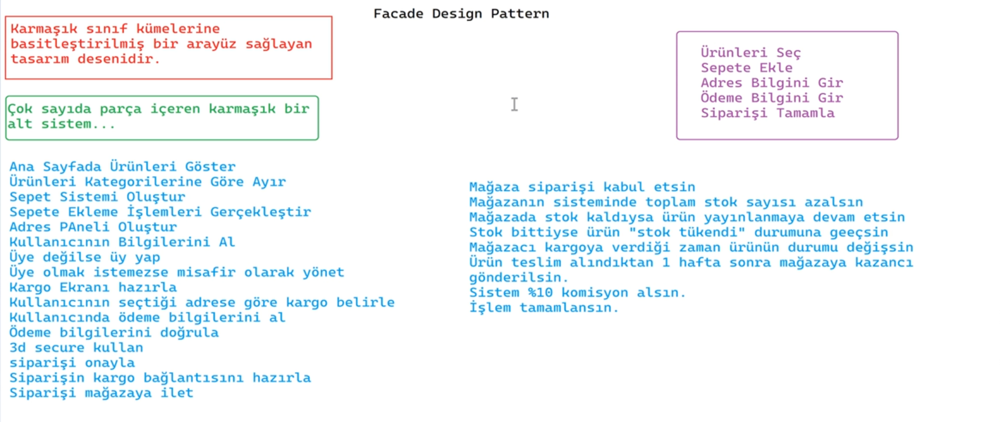 Facade Design Pattern
Karmaşık sınıf kümelerine
basitleştirilmiş bir arayüz sağlayan
tasarım desenidir.
Çok sayıda parça içeren karmaşık bir
alt sistem...
Ürünleri Seç
Sepete Ekle
Adres Bilgini Gir
Ödeme Bilgini Gir
Siparişi Tamamla
Ana Sayfada Ürünleri Göster
Ürünleri Kategorilerine Göre Ayır
Sepet Sistemi Oluştur
Sepete Ekleme İşlemleri Gerçekleştir
Adres PAneli Oluştur
Kullanıcının Bilgilerini Al
Üye değilse üy yap
Üye olmak istemezse misafir olarak yönet
Kargo Ekranı hazırla
Kullanıcının seçtiği adrese göre kargo belirle
Kullanıcında ödeme bilgilerini al
Ödeme bilgilerini doğrula
3d secure kullan
siparişi onayla
Siparişin kargo bağlantısını hazırla
Siparişi mağazaya ilet
Mağaza siparişi kabul etsin
Mağazanın sisteminde toplam stok sayısı azalsın
Mağazada stok kaldıysa ürün yayınlanmaya devam etsin
Stok bittiyse ürün "stok tükendi" durumuna geeçsin
Mağazacı kargoya verdiği zaman ürünün durumu değişsin
Ürün teslim alındıktan 1 hafta sonra mağazaya kazancı
gönderilsin.
Sistem %10 komisyon alsın.
İşlem tamamlansın.